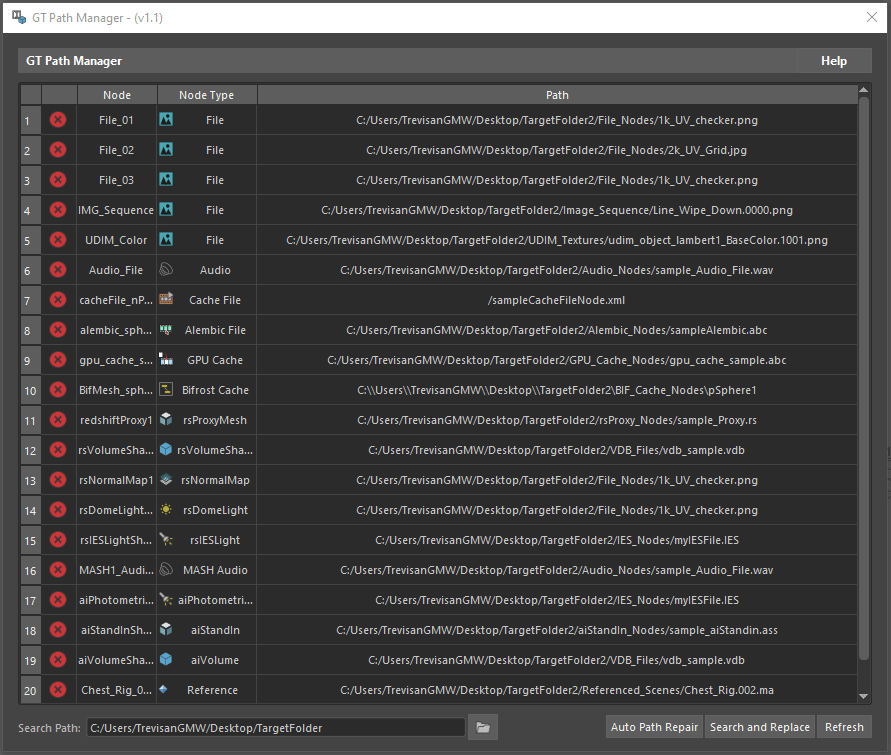 GT Path Manager - (v1.1)
GT Path Manager Help
Node Node Type Path
1 File_01 File C:/Users/TrevisanGMW/Desktop/TargetFolder2/File_Nodes/1k_UV_checker.png
2 File_02 File C:/Users/TrevisanGMW/Desktop/TargetFolder2/File_Nodes/2k_UV_Grid.jpg
3 File_03 File C:/Users/TrevisanGMW/Desktop/TargetFolder2/File_Nodes/1k_UV_checker.png
4 IMG_Sequence File C:/Users/TrevisanGMW/Desktop/TargetFolder2/Image_Sequence/Line_Wipe_Down.0000.png
5 UDIM_Color File C:/Users/TrevisanGMW/Desktop/TargetFolder2/UDIM_Textures/udim_object_lambert1_BaseColor.1001.png
6 Audio_File Audio C:/Users/TrevisanGMW/Desktop/TargetFolder2/Audio_Nodes/sample_Audio_File.wav
7 cacheFile_nP... Cache File /sampleCacheFileNode.xml
8 alembic_sph... Alembic File C:/Users/TrevisanGMW/Desktop/TargetFolder2/Alembic_Nodes/sampleAlembic.abc
9 gpu_cache_s... GPU Cache C:/Users/TrevisanGMW/Desktop/TargetFolder2/GPU_Cache_Nodes/gpu_cache_sample.abc
10 BifMesh_sph... Bifrost Cache C:\\Users\\TrevisanGMW\\Desktop\\TargetFolder2\BIF_Cache_Nodes\pSphere1
11 redshiftProxy1 rsProxyMesh C:/Users/TrevisanGMW/Desktop/TargetFolder2/rsProxy_Nodes/sample_Proxy.rs
12 rsVolumeSha... rsVolumeSha... C:/Users/TrevisanGMW/Desktop/TargetFolder2/VDB_Files/vdb_sample.vdb
13 rsNormalMap1 rsNormalMap C:/Users/TrevisanGMW/Desktop/TargetFolder2/File_Nodes/1k_UV_checker.png
14 rsDomeLight... rsDomeLight C:/Users/TrevisanGMW/Desktop/TargetFolder2/File_Nodes/1k_UV_checker.png
15 rsIESLightSh... rsIESLight C:/Users/TrevisanGMW/Desktop/TargetFolder2/IES_Nodes/myIESFile.IES
16 MASH1_Audi... MASH Audio C:/Users/TrevisanGMW/Desktop/TargetFolder2/Audio_Nodes/sample_Audio_File.wav
17 aiPhotometri... aiPhotometri... C:/Users/TrevisanGMW/Desktop/TargetFolder2/IES_Nodes/myIESFile.IES
18 aiStandInSh... aiStandIn C:/Users/TrevisanGMW/Desktop/TargetFolder2/aiStandIn_Nodes/sample_aiStandin.ass
19 aiVolumeSha... aiVolume C:/Users/TrevisanGMW/Desktop/TargetFolder2/VDB_Files/vdb_sample.vdb
20 Chest_Rig_0... Reference C:/Users/TrevisanGMW/Desktop/TargetFolder2/Referenced_Scenes/Chest_Rig.002.ma
Search Path: C:/Users/TrevisanGMW/Desktop/TargetFolder Auto Path Repair Search and Replace Refresh